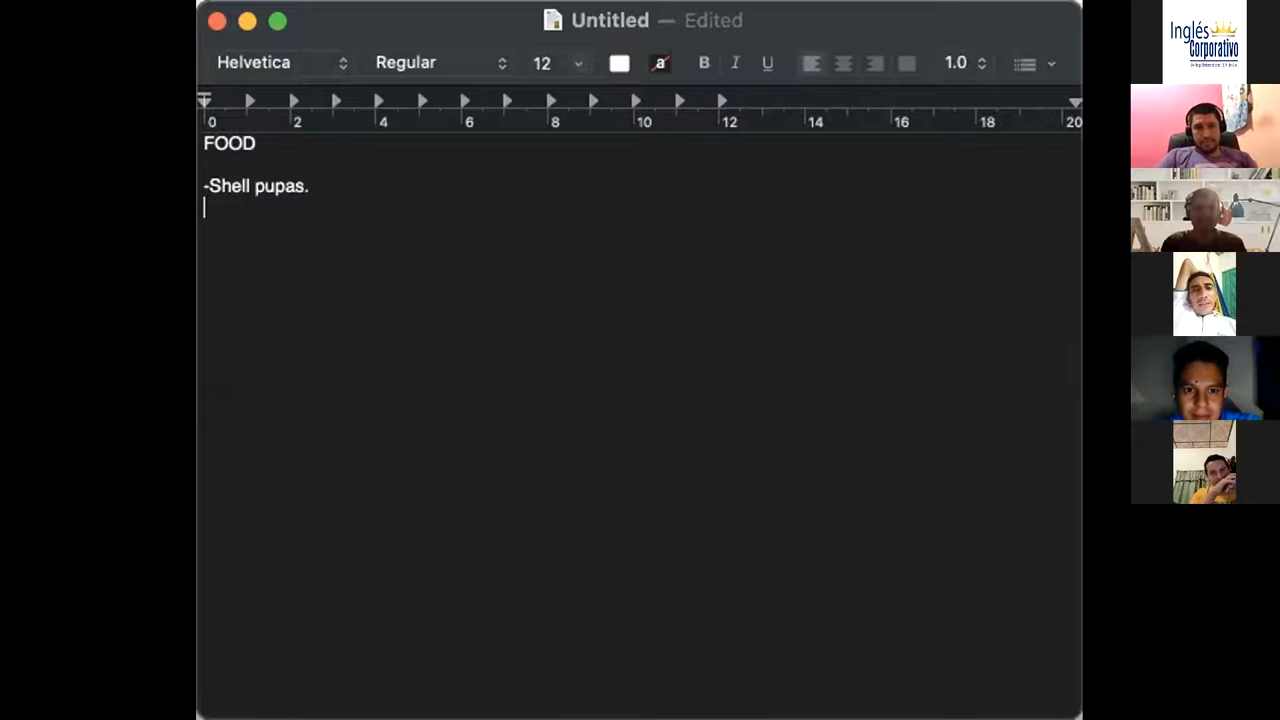 Untitled — Edited
Helvetica Regular 12 a B I U 1.0
0 2 4 6 8 10 12 14 16 18 20
FOOD
-Shell pupas.
Inglés
Corporativo